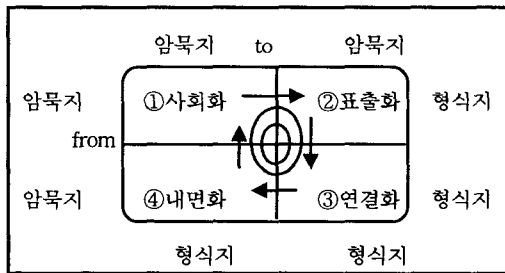 암묵지 to 암묵지
암묵지 ①사회화 ②표출화 형식지
from
암묵지 ④내면화 ③연결화 형식지
형식지 형식지